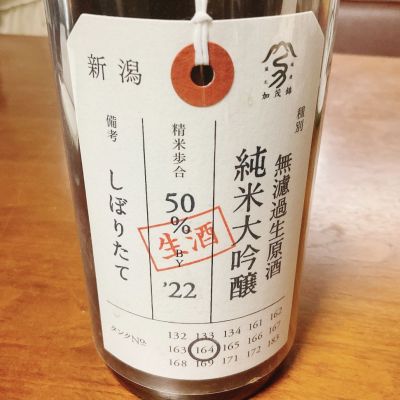 新潟
加茂錦
種別
無濾過生原酒
純米大吟醸
精米歩合
50%
生酒
BY
'22
備考
しぼりたて
タンクNo.
132 133 134 161 162
163 164 165 166 167
168 169 171 172 183